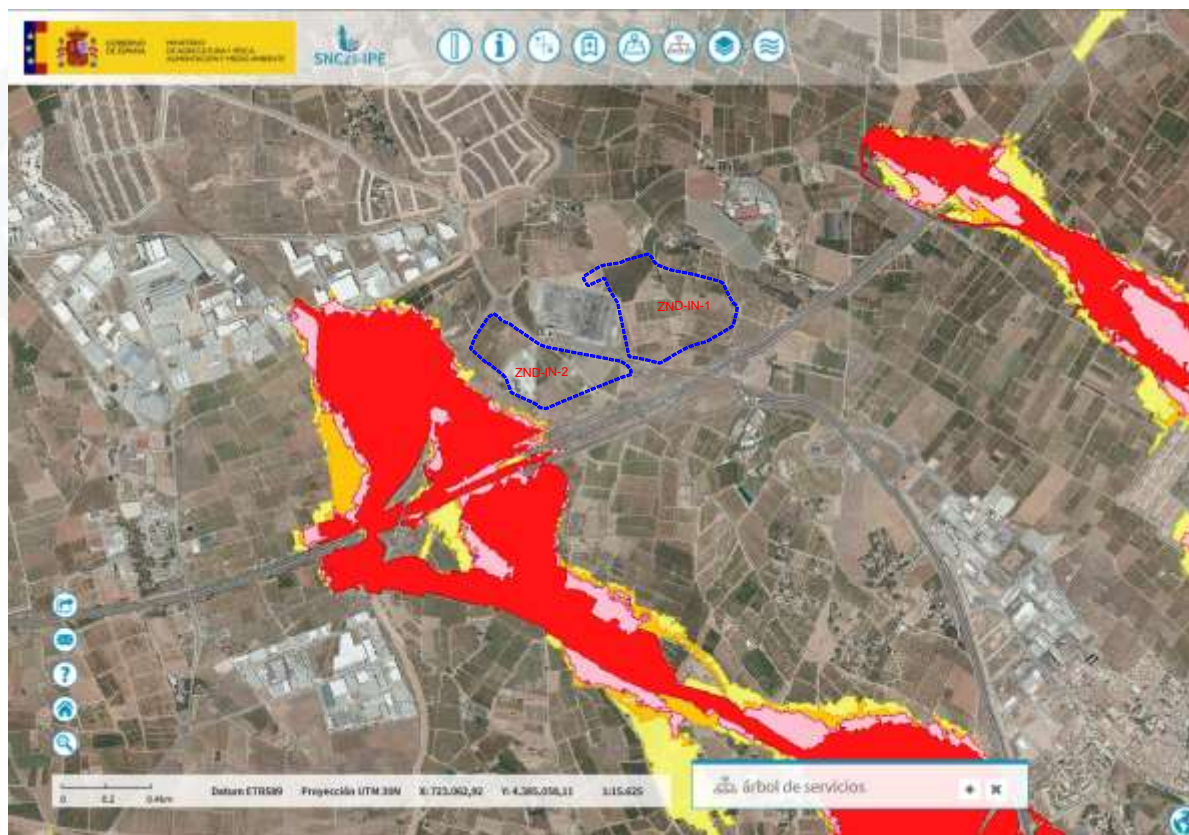 GOBIERNO
DE ESPAÑA
MINISTERIO
DE AGRICULTURA Y PESCA,
ALIMENTACIÓN Y MEDIO AMBIENTE
SNCZI-IPE
ZND-IN-1
ZND-IN-2
0 0.2 0.4km
Datum ETRS89 Proyección UTM 30N X: 723.062,92 Y: 4.385.058,11 1:15.625
árbol de servicios